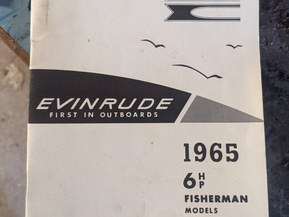 EVINRUDE
FIRST IN OUTBOARDS
1965
6 HP
FISHERMAN
MODELS